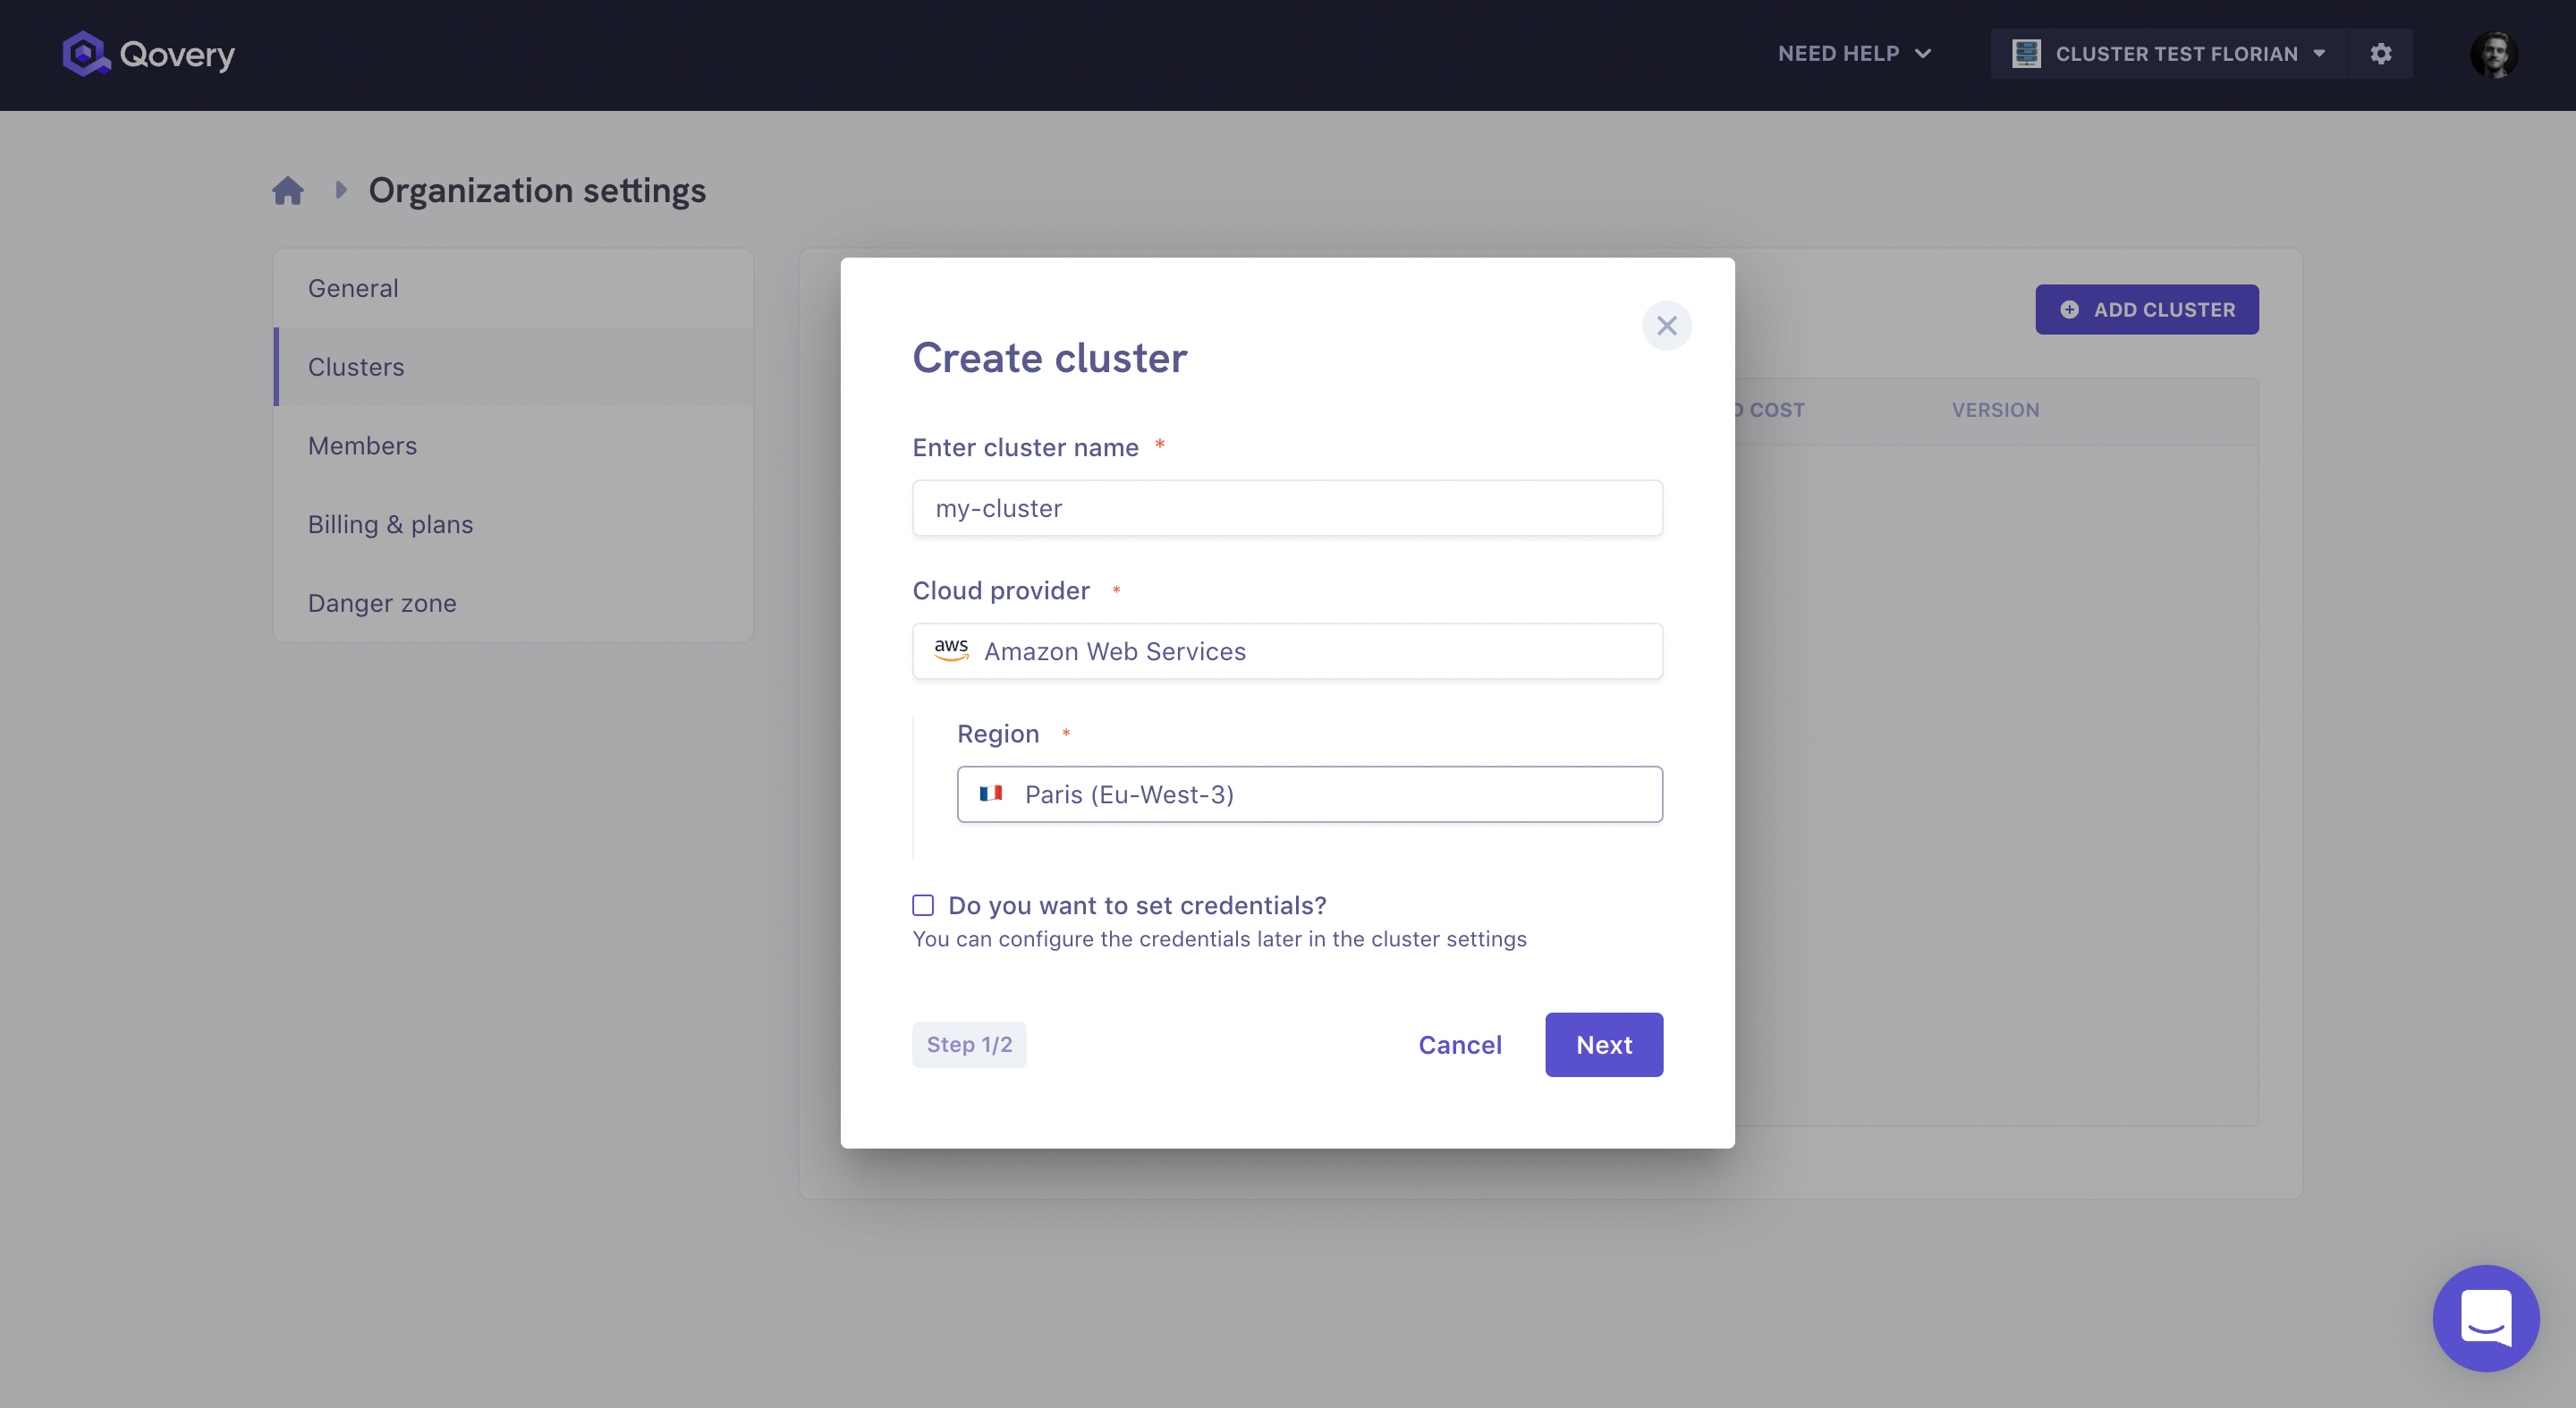 Qovery
NEED HELP
CLUSTER TEST FLORIAN
Organization settings
General
Clusters
Members
Billing & plans
Danger zone
ADD CLUSTER
COST
VERSION
Create cluster
Enter cluster name *
my-cluster
Cloud provider *
aws Amazon Web Services
Region *
Paris (Eu-West-3)
Do you want to set credentials?
You can configure the credentials later in the cluster settings
Step 1/2
Cancel
Next